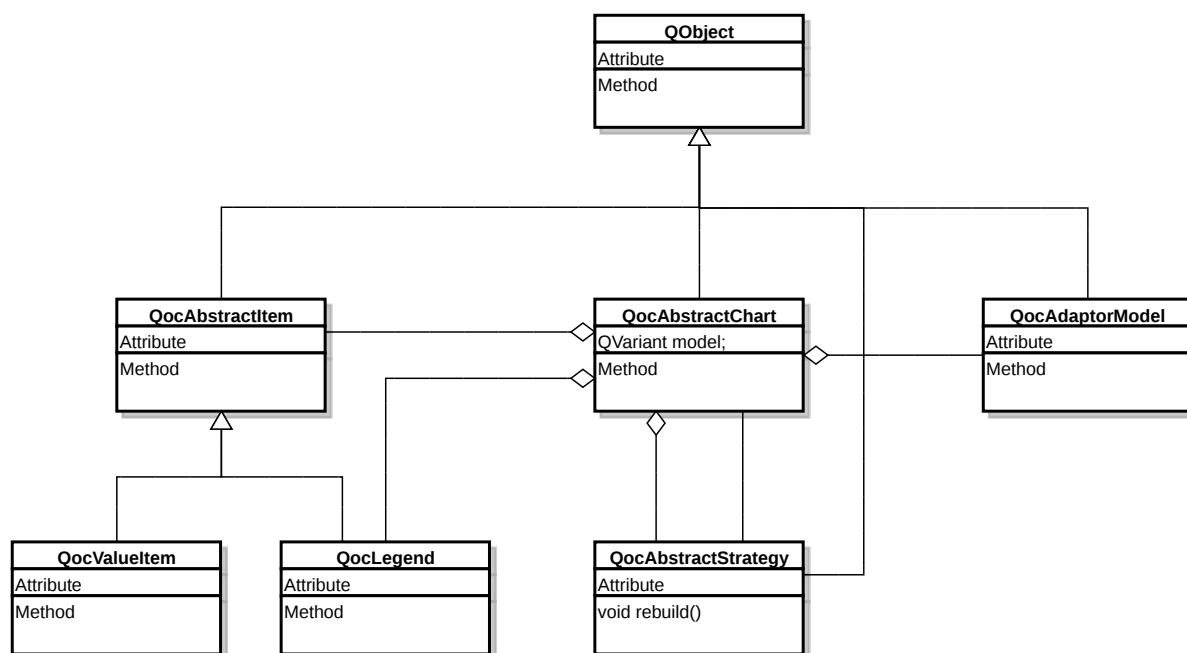 QObject
Attribute
Method
QocAbstractItem
Attribute
Method
QocAbstractChart
QVariant model;
Method
QocAdaptorModel
Attribute
Method
QocValueItem
Attribute
Method
QocLegend
Attribute
Method
QocAbstractStrategy
Attribute
void rebuild()